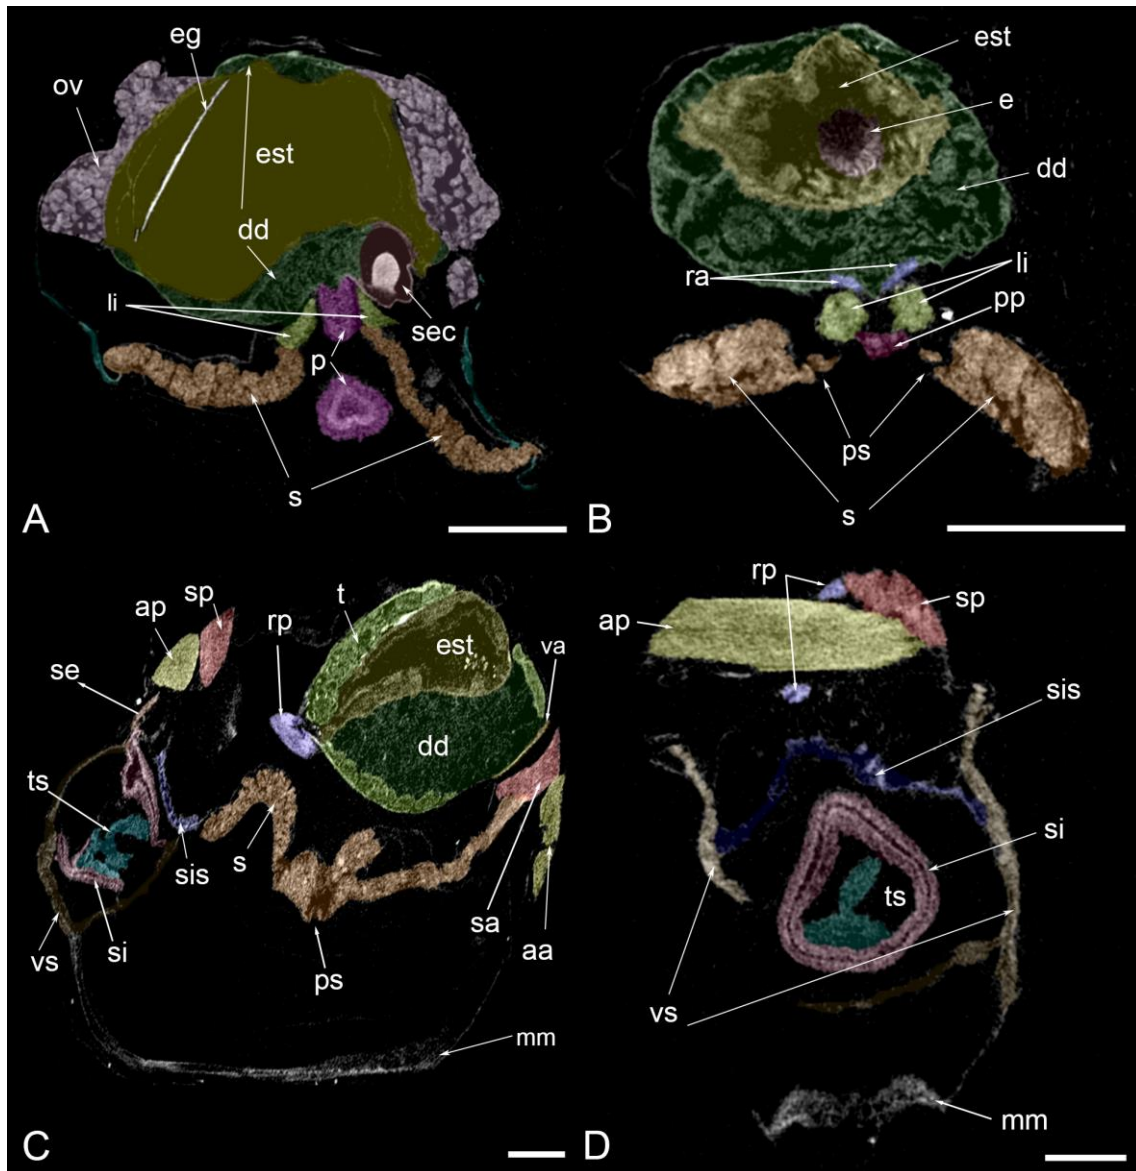 eg
ov
est
dd
li
sec
p
s
A
est
e
dd
ra
li
pp
ps
s
B
sp
ap
t
rp
est
va
se
dd
ts
s
sis
sa
vs
si
aa
ps
mm
C
rp
sp
ap
sis
si
ts
vs
mm
D